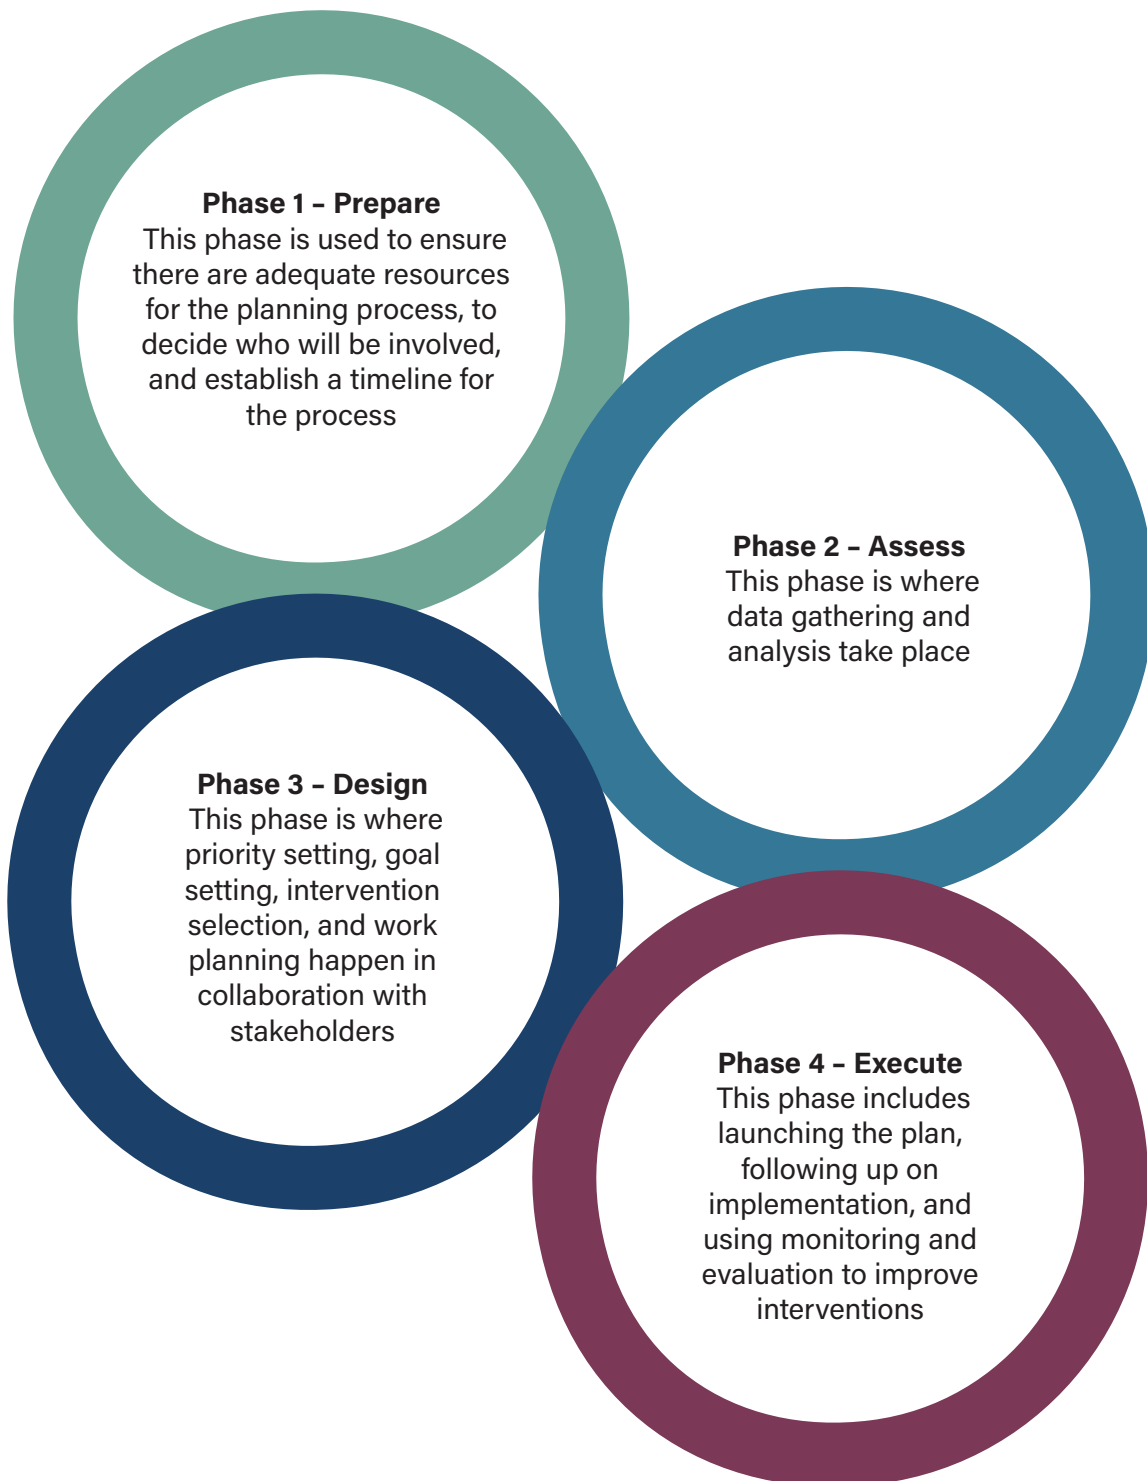 Phase 1 – Prepare
This phase is used to ensure
there are adequate resources
for the planning process, to
decide who will be involved,
and establish a timeline for
the process
Phase 2 – Assess
This phase is where
data gathering and
analysis take place
Phase 3 – Design
This phase is where
priority setting, goal
setting, intervention
selection, and work
planning happen in
collaboration with
stakeholders
Phase 4 – Execute
This phase includes
launching the plan,
following up on
implementation, and
using monitoring and
evaluation to improve
interventions